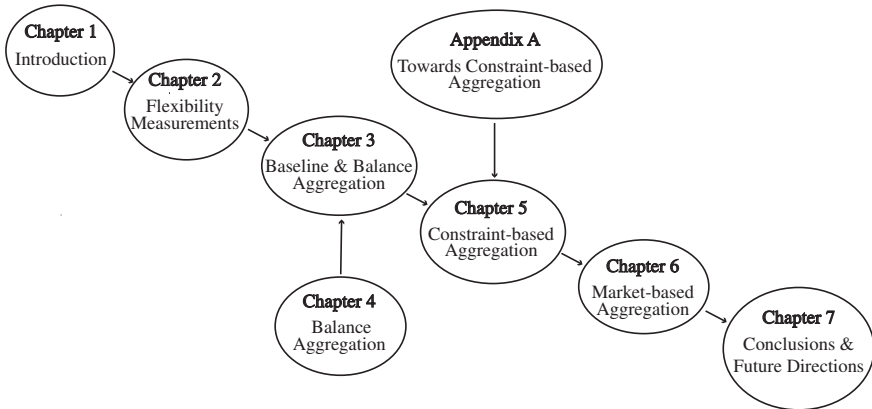 Chapter 1
Introduction
Chapter 2
Flexibility
Measurements
Chapter 3
Baseline & Balance
Aggregation
Chapter 4
Balance
Aggregation
Appendix A
Towards Constraint-based
Aggregation
Chapter 5
Constraint-based
Aggregation
Chapter 6
Market-based
Aggregation
Chapter 7
Conclusions &
Future Directions